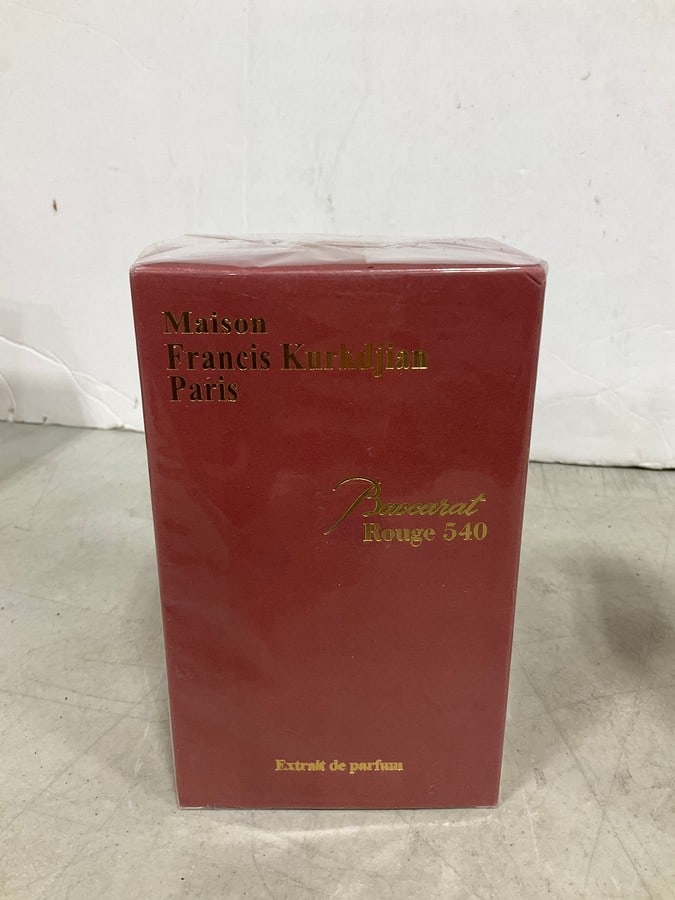 Maison
Francis Kurkdjian
Paris
Baccarat
Rouge 540
Extrait de parfum